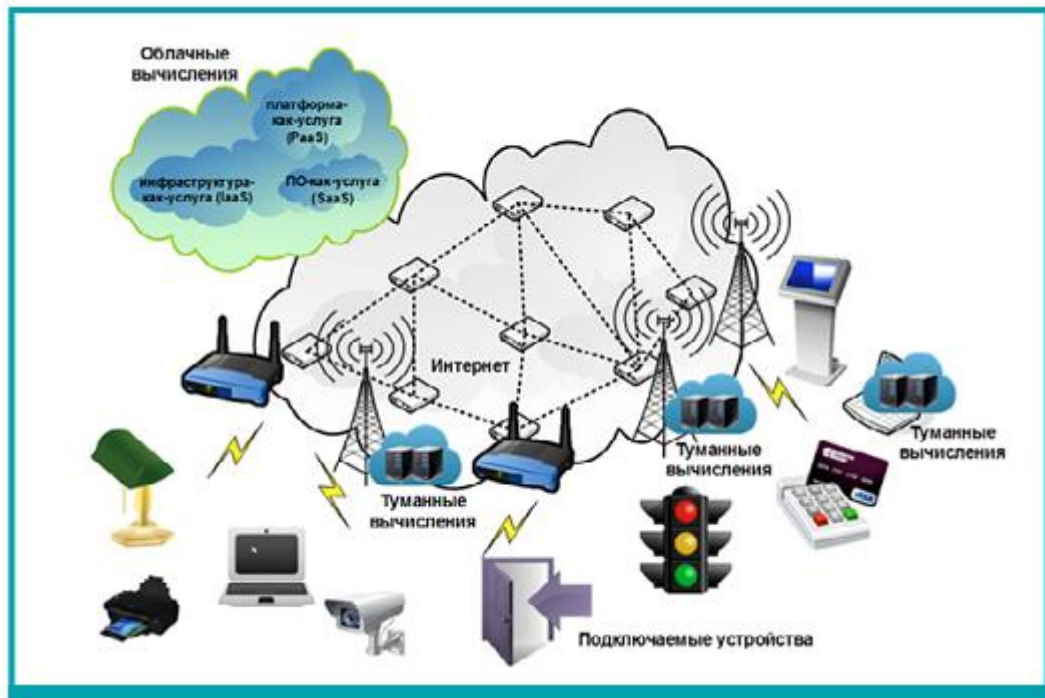 Облачные
вычисления
платформа-
как-услуга
(PaaS)
инфраструктура-
как-услуга (IaaS)
ПО-как-услуга
(SaaS)
Интернет
Туманные
вычисления
Туманные
вычисления
Туманные
вычисления
VISA
Подключаемые устройства